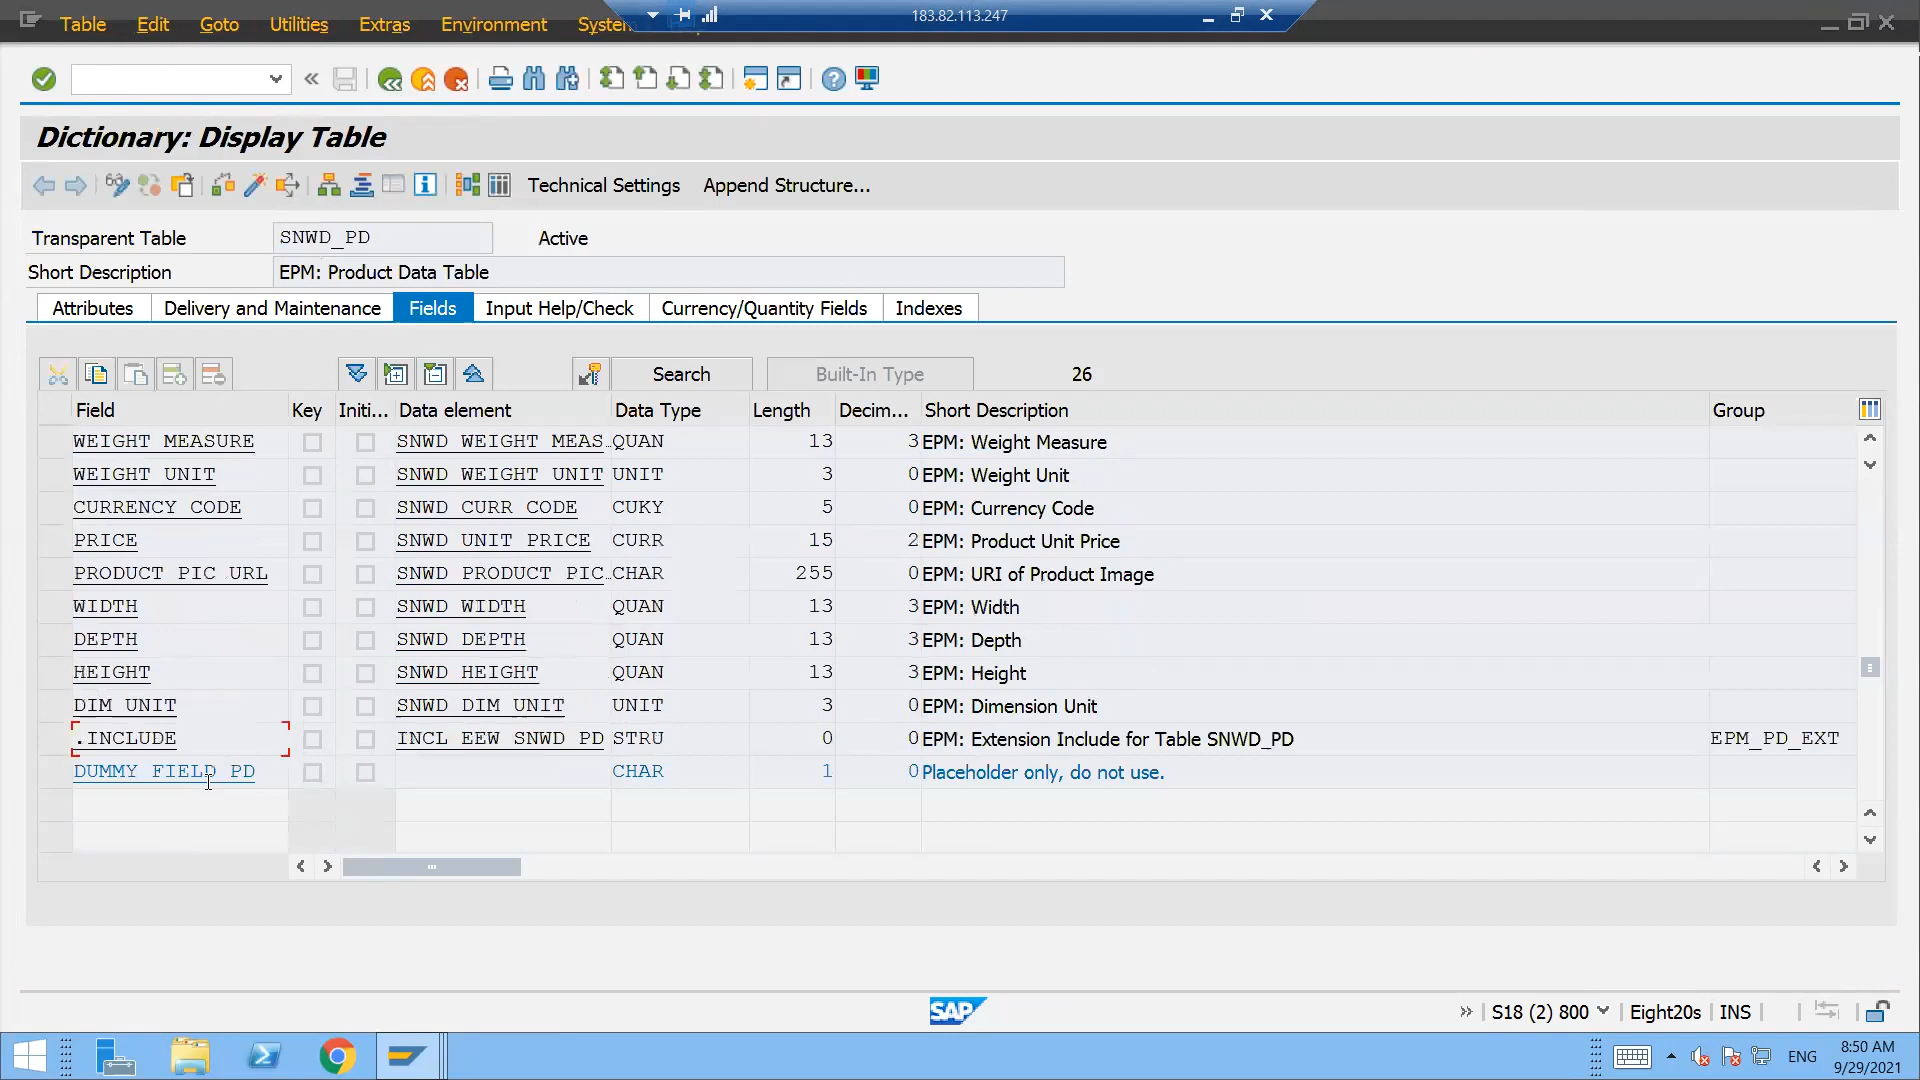 Table Edit Goto Utilities Extras Environment System
183.82.113.247
Dictionary: Display Table
Technical Settings Append Structure...
Transparent Table SNWD_PD Active
Short Description EPM: Product Data Table
Attributes Delivery and Maintenance Fields Input Help/Check Currency/Quantity Fields Indexes
Search Built-In Type 26
Field Key Initi... Data element Data Type Length Decim... Short Description Group
WEIGHT_MEASURE SNWD_WEIGHT_MEAS… QUAN 13 3 EPM: Weight Measure
WEIGHT_UNIT SNWD_WEIGHT_UNIT UNIT 3 0 EPM: Weight Unit
CURRENCY_CODE SNWD_CURR_CODE CUKY 5 0 EPM: Currency Code
PRICE SNWD_UNIT_PRICE CURR 15 2 EPM: Product Unit Price
PRODUCT_PIC_URL SNWD_PRODUCT_PIC… CHAR 255 0 EPM: URI of Product Image
WIDTH SNWD_WIDTH QUAN 13 3 EPM: Width
DEPTH SNWD_DEPTH QUAN 13 3 EPM: Depth
HEIGHT SNWD_HEIGHT QUAN 13 3 EPM: Height
DIM_UNIT SNWD_DIM_UNIT UNIT 3 0 EPM: Dimension Unit
.INCLUDE INCL_EEW_SNWD_PD STRU 0 0 EPM: Extension Include for Table SNWD_PD EPM_PD_EXT
DUMMY_FIELD_PD CHAR 1 0 Placeholder only, do not use.
SAP
S18 (2) 800 Eight20s INS
ENG
8:50 AM
9/29/2021